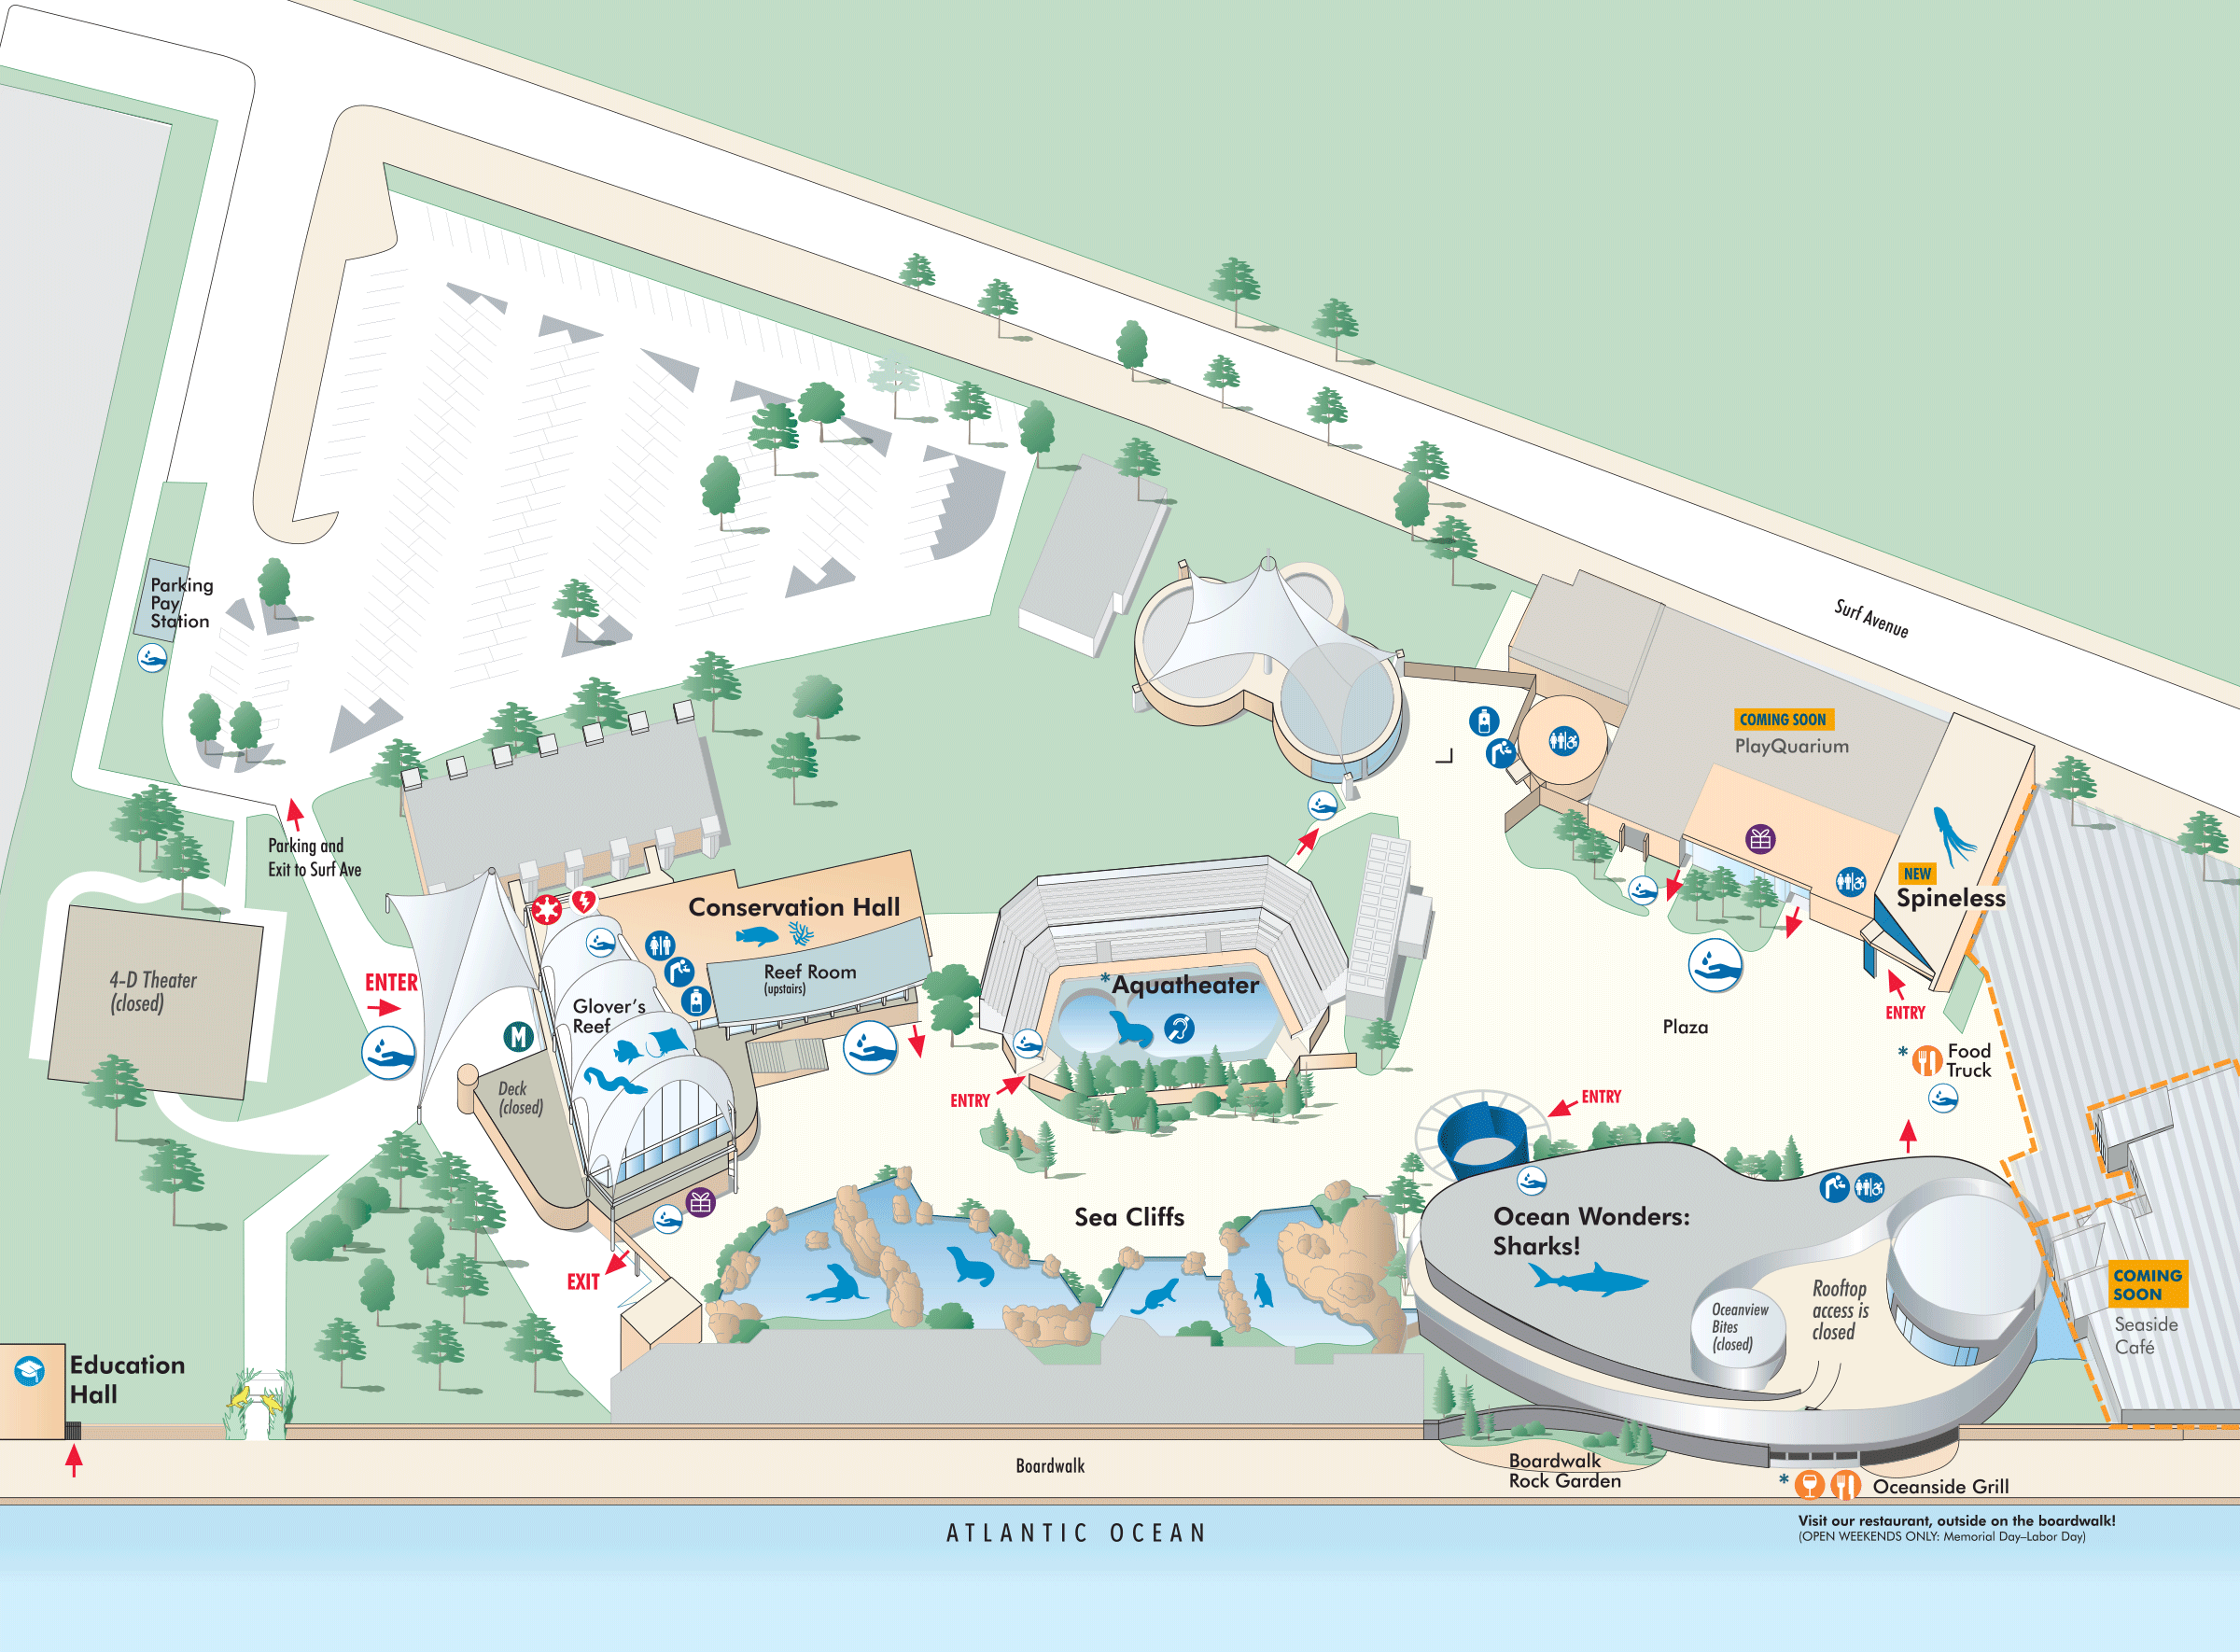 Surf Avenue
Parking
Pay
Station
COMING SOON
PlayQuarium
Parking and
Exit to Surf Ave
NEW
Spineless
Conservation Hall
4-D Theater
(closed)
ENTER
Reef Room
(upstairs)
*Aquatheater
Glover's
Reef
M
ENTRY
Plaza
* Food
Truck
Deck
(closed)
ENTRY
ENTRY
Sea Cliffs
Ocean Wonders:
Sharks!
EXIT
Oceanview
Bites
(closed)
Rooftop
access is
closed
COMING
SOON
Seaside
Café
Education
Hall
Boardwalk
Boardwalk
Rock Garden
* Oceanside Grill
Visit our restaurant, outside on the boardwalk!
(OPEN WEEKENDS ONLY: Memorial Day–Labor Day)
ATLANTIC OCEAN